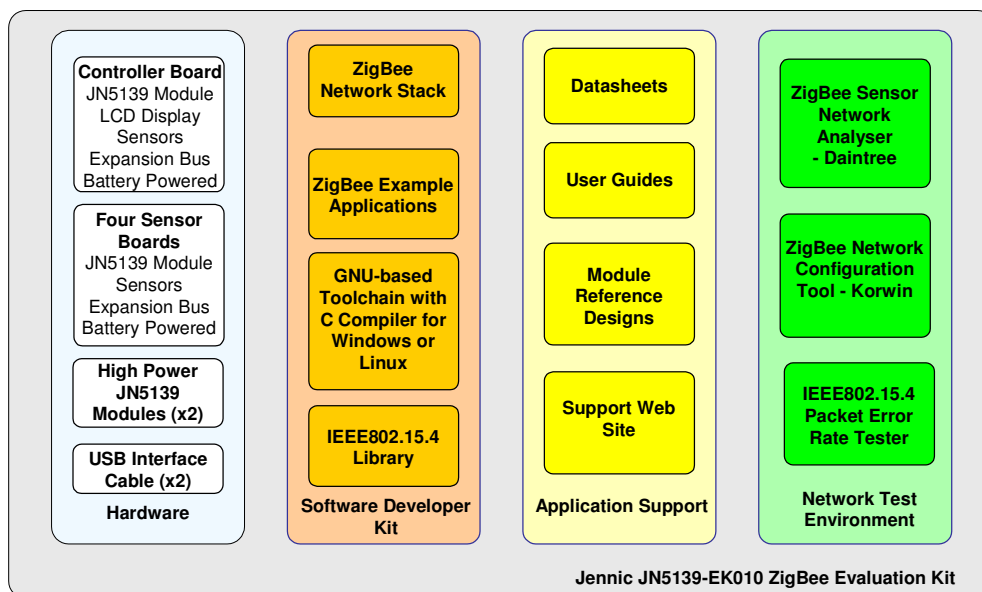 Controller Board
JN5139 Module
LCD Display
Sensors
Expansion Bus
Battery Powered
Four Sensor
Boards
JN5139 Module
Sensors
Expansion Bus
Battery Powered
High Power
JN5139
Modules (x2)
USB Interface
Cable (x2)
Hardware
ZigBee
Network Stack
ZigBee Example
Applications
GNU-based
Toolchain with
C Compiler for
Windows or
Linux
IEEE802.15.4
Library
Software Developer
Kit
Datasheets
User Guides
Module
Reference
Designs
Support Web
Site
Application Support
ZigBee Sensor
Network
Analyser
- Daintree
ZigBee Network
Configuration
Tool - Korwin
IEEE802.15.4
Packet Error
Rate Tester
Network Test
Environment
Jennic JN5139-EK010 ZigBee Evaluation Kit